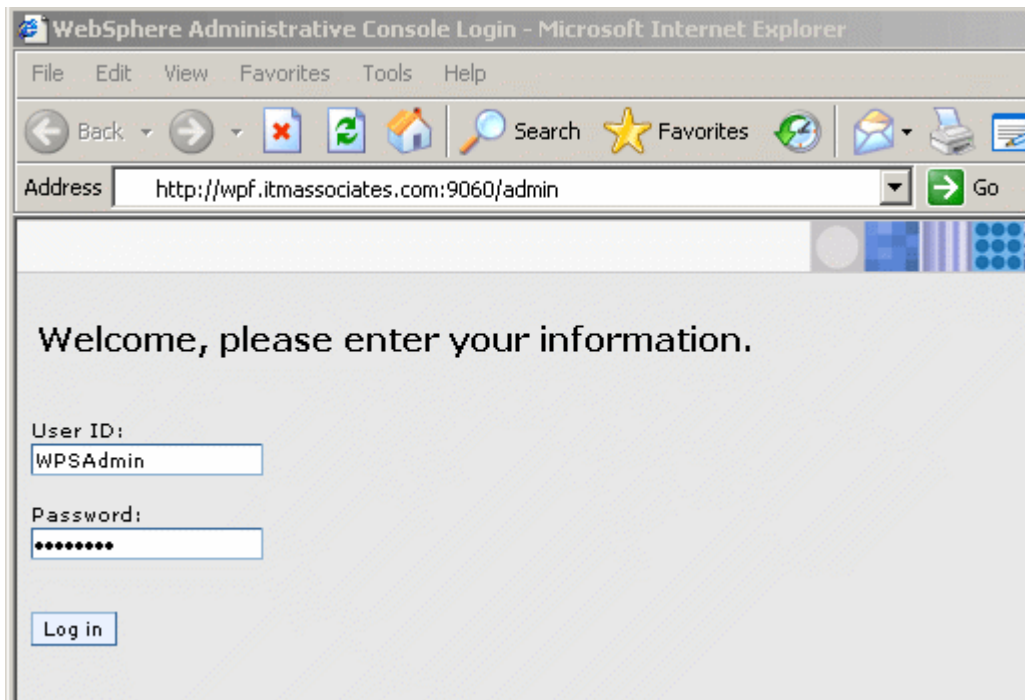 WebSphere Administrative Console Login - Microsoft Internet Explorer
File Edit View Favorites Tools Help
Back Search Favorites
Address http://wpf.itmassociates.com:9060/admin Go
Welcome, please enter your information.
User ID:
WPSAdmin
Password:
••••••••
Log in